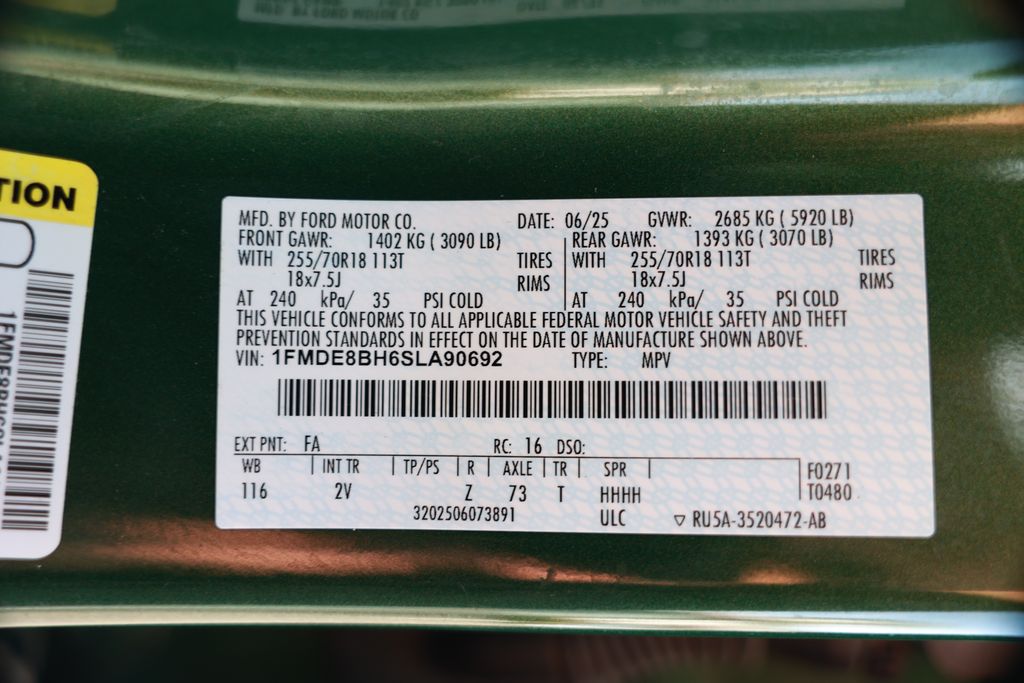 TION
MFD. BY FORD MOTOR CO. DATE: 06/25 GVWR: 2685 KG ( 5920 LB)
FRONT GAWR: 1402 KG ( 3090 LB) REAR GAWR: 1393 KG ( 3070 LB)
WITH 255/70R18 113T TIRES WITH 255/70R18 113T TIRES
18x7.5J RIMS 18x7.5J RIMS
AT 240 kPa/ 35 PSI COLD AT 240 kPa/ 35 PSI COLD
THIS VEHICLE CONFORMS TO ALL APPLICABLE FEDERAL MOTOR VEHICLE SAFETY AND THEFT
PREVENTION STANDARDS IN EFFECT ON THE DATE OF MANUFACTURE SHOWN ABOVE.
VIN: 1FMDE8BH6SLA90692 TYPE: MPV
EXT PNT: FA RC: 16 DSO:
WB INT TR TP/PS R AXLE TR SPR F0271
116 2V Z 73 T HHHH T0480
3202506073891 ULC RU5A-3520472-AB